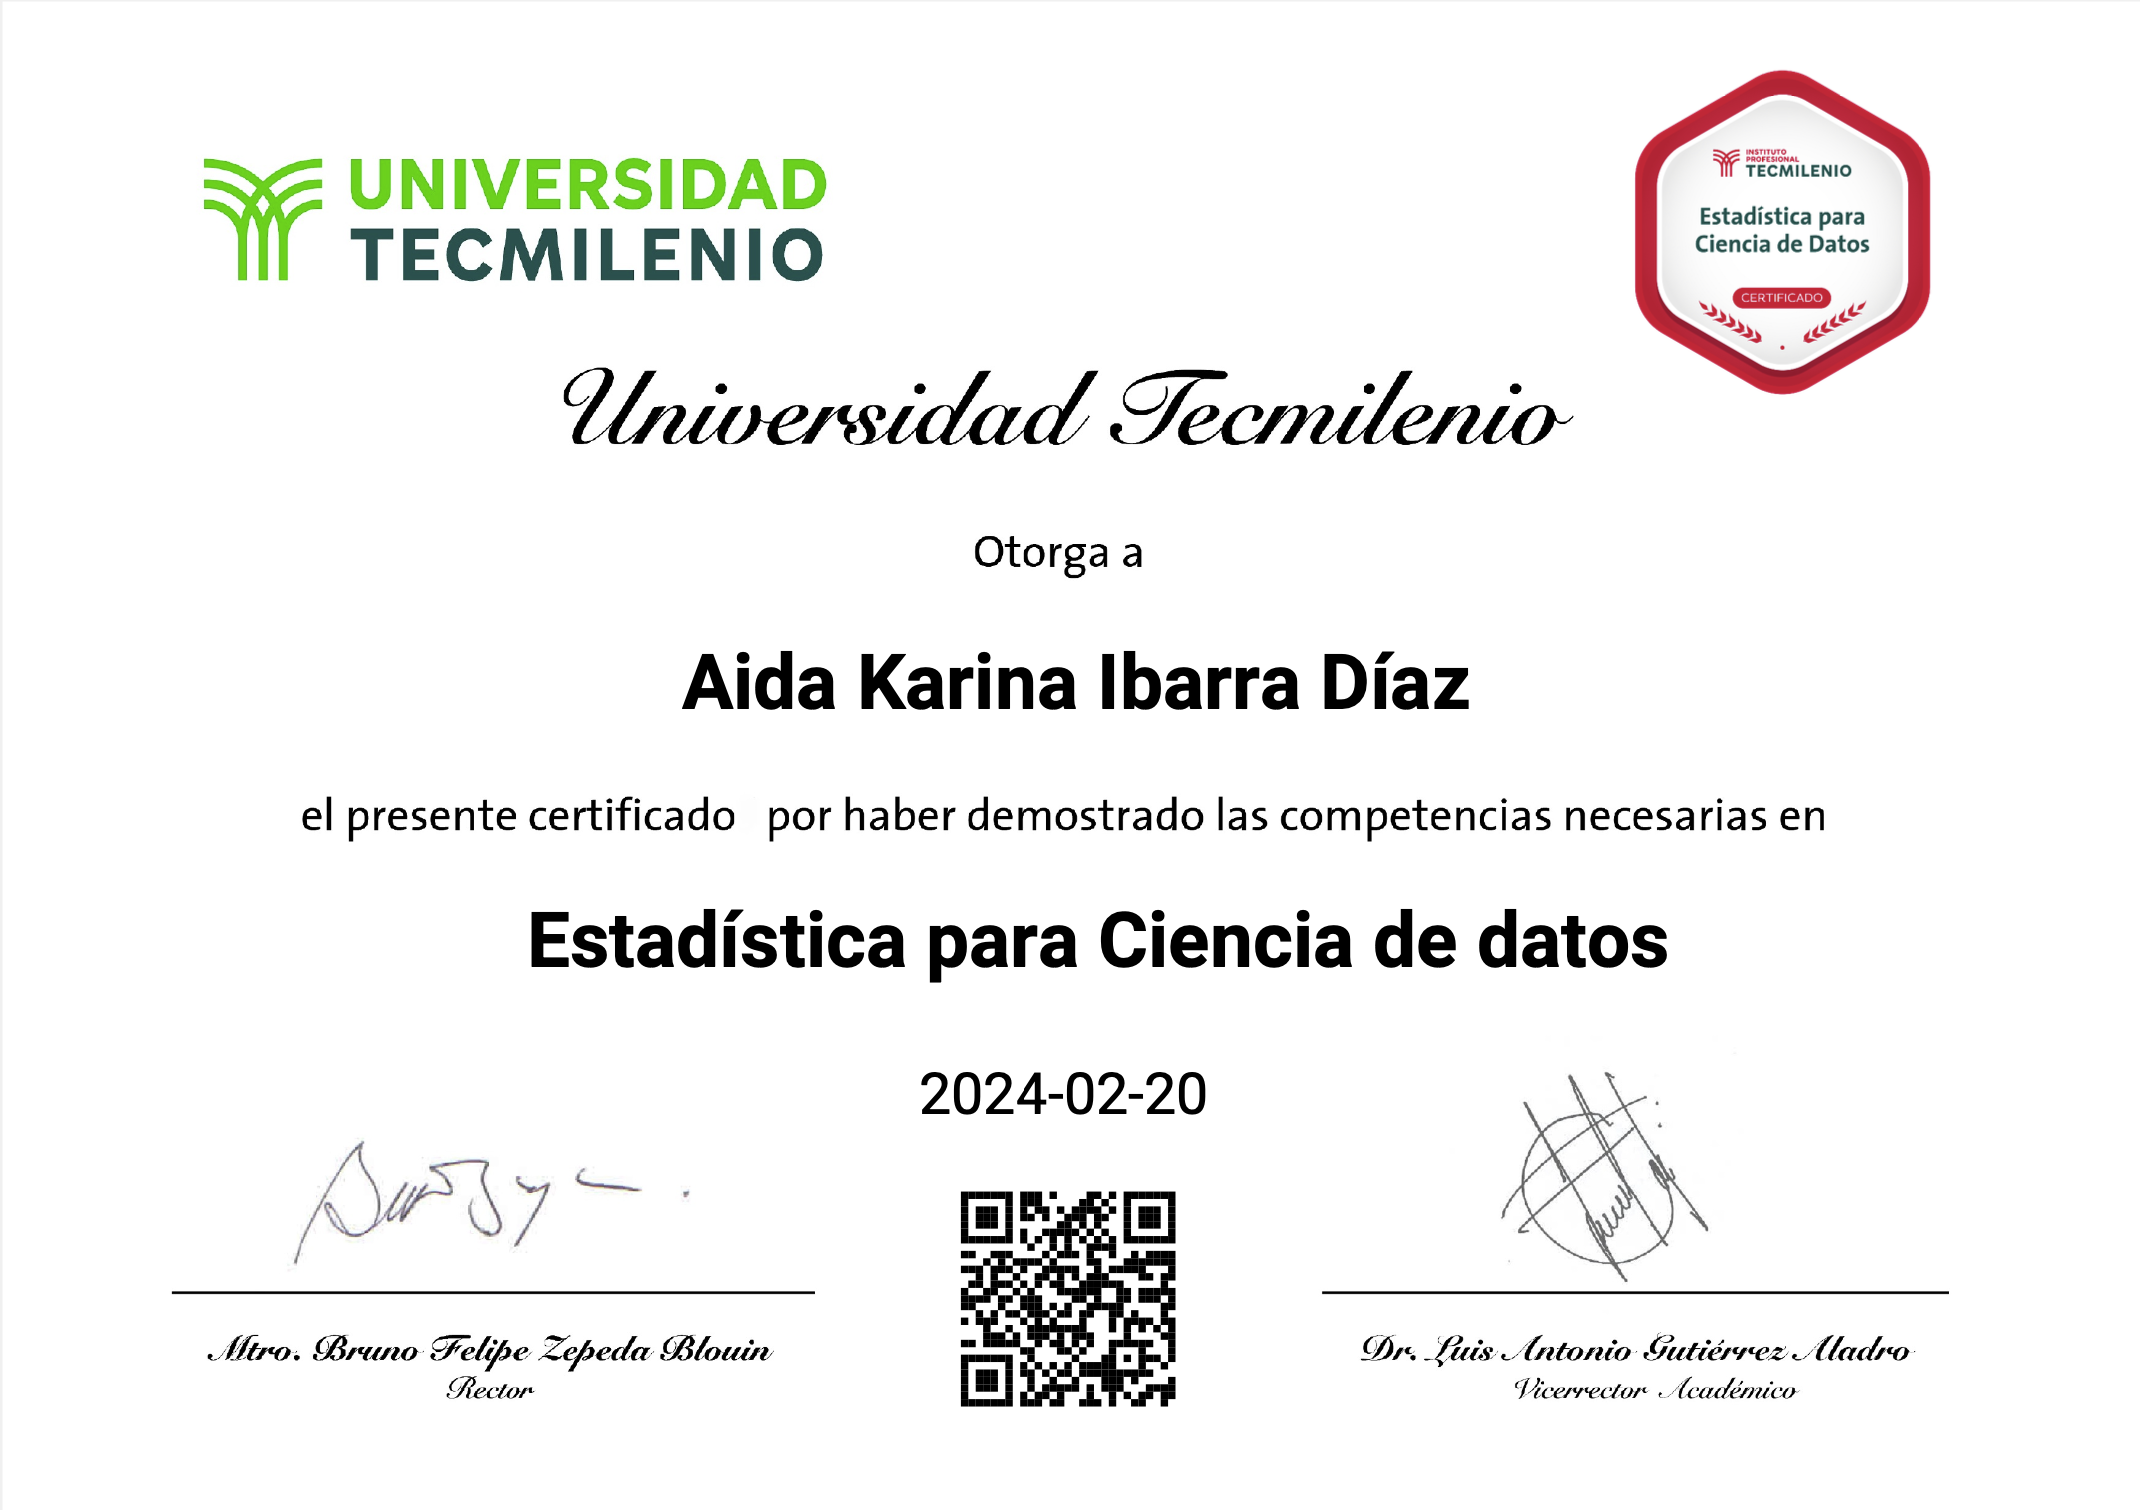 UNIVERSIDAD
TECMILENIO
INSTITUTO
PROFESIONAL
TECMILENIO
Estadística para
Ciencia de Datos
CERTIFICADO
Universidad Tecmilenio
Otorga a
Aida Karina Ibarra Díaz
el presente certificado por haber demostrado las competencias necesarias en
Estadística para Ciencia de datos
2024-02-20
Mtro. Bruno Felipe Zepeda Blouin
Rector
Dr. Luis Antonio Gutiérrez Aladro
Vicerrector Académico